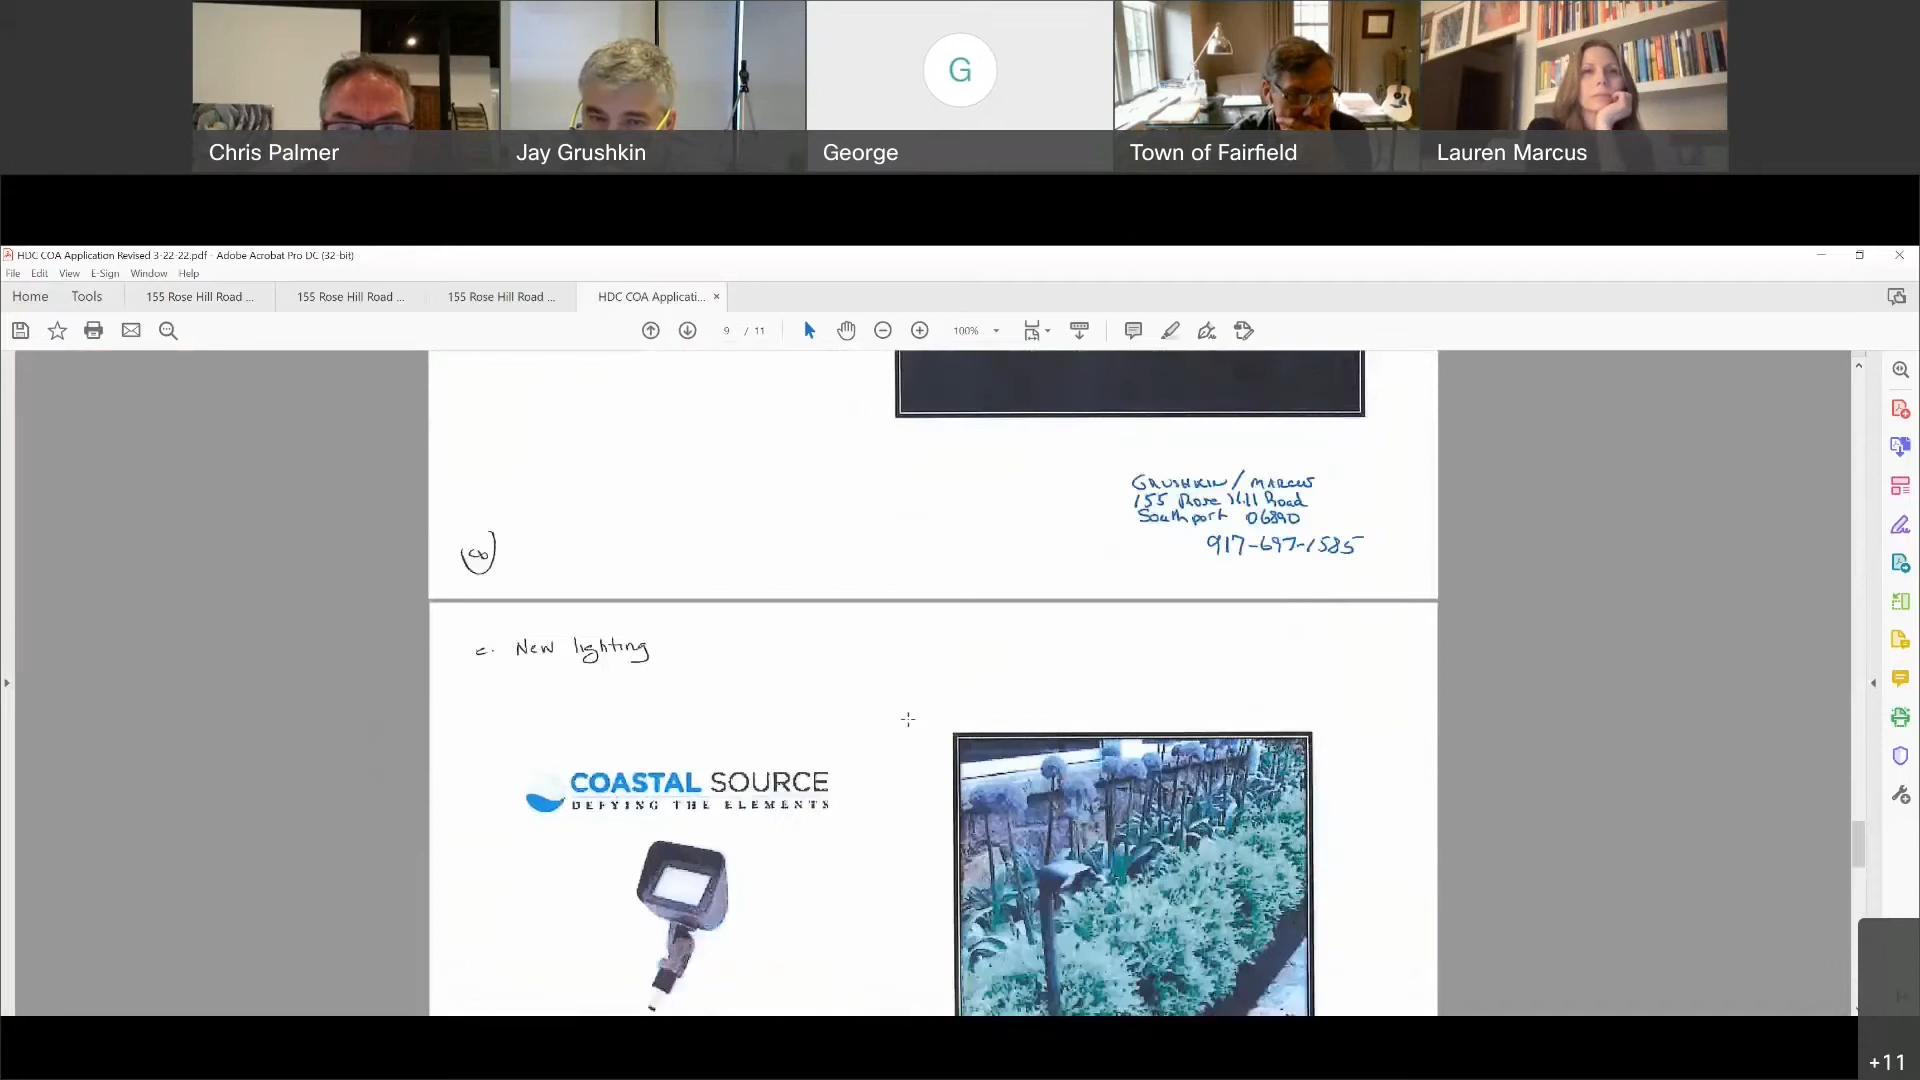 G
Chris Palmer
Jay Grushkin
George
Town of Fairfield
Lauren Marcus
HDC COA Application Revised 3-22-22.pdf - Adobe Acrobat Pro DC (32-bit)
File Edit View E-Sign Window Help
Home Tools 155 Rose Hill Road ... 155 Rose Hill Road ... 155 Rose Hill Road ... HDC COA Applicati... ×
9 / 11 100%
GRUSHKIN / MARCUS
155 Rose Hill Road
Southport 06890
917-697-1585
8
c. New lighting
COASTAL SOURCE
DEFYING THE ELEMENTS
+11